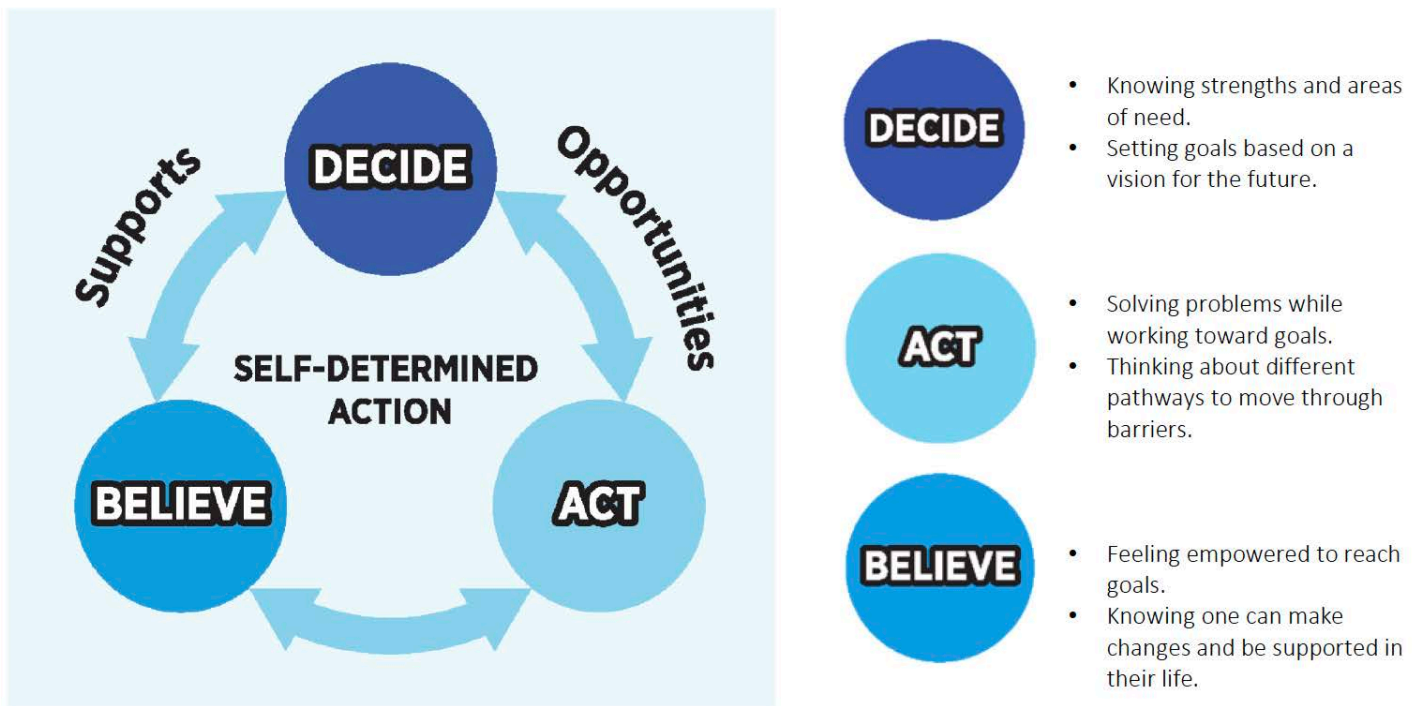 DECIDE
Supports
Opportunities
SELF-DETERMINED
ACTION
BELIEVE
ACT
DECIDE
• Knowing strengths and areas
of need.
• Setting goals based on a
vision for the future.
ACT
• Solving problems while
working toward goals.
• Thinking about different
pathways to move through
barriers.
BELIEVE
• Feeling empowered to reach
goals.
• Knowing one can make
changes and be supported in
their life.